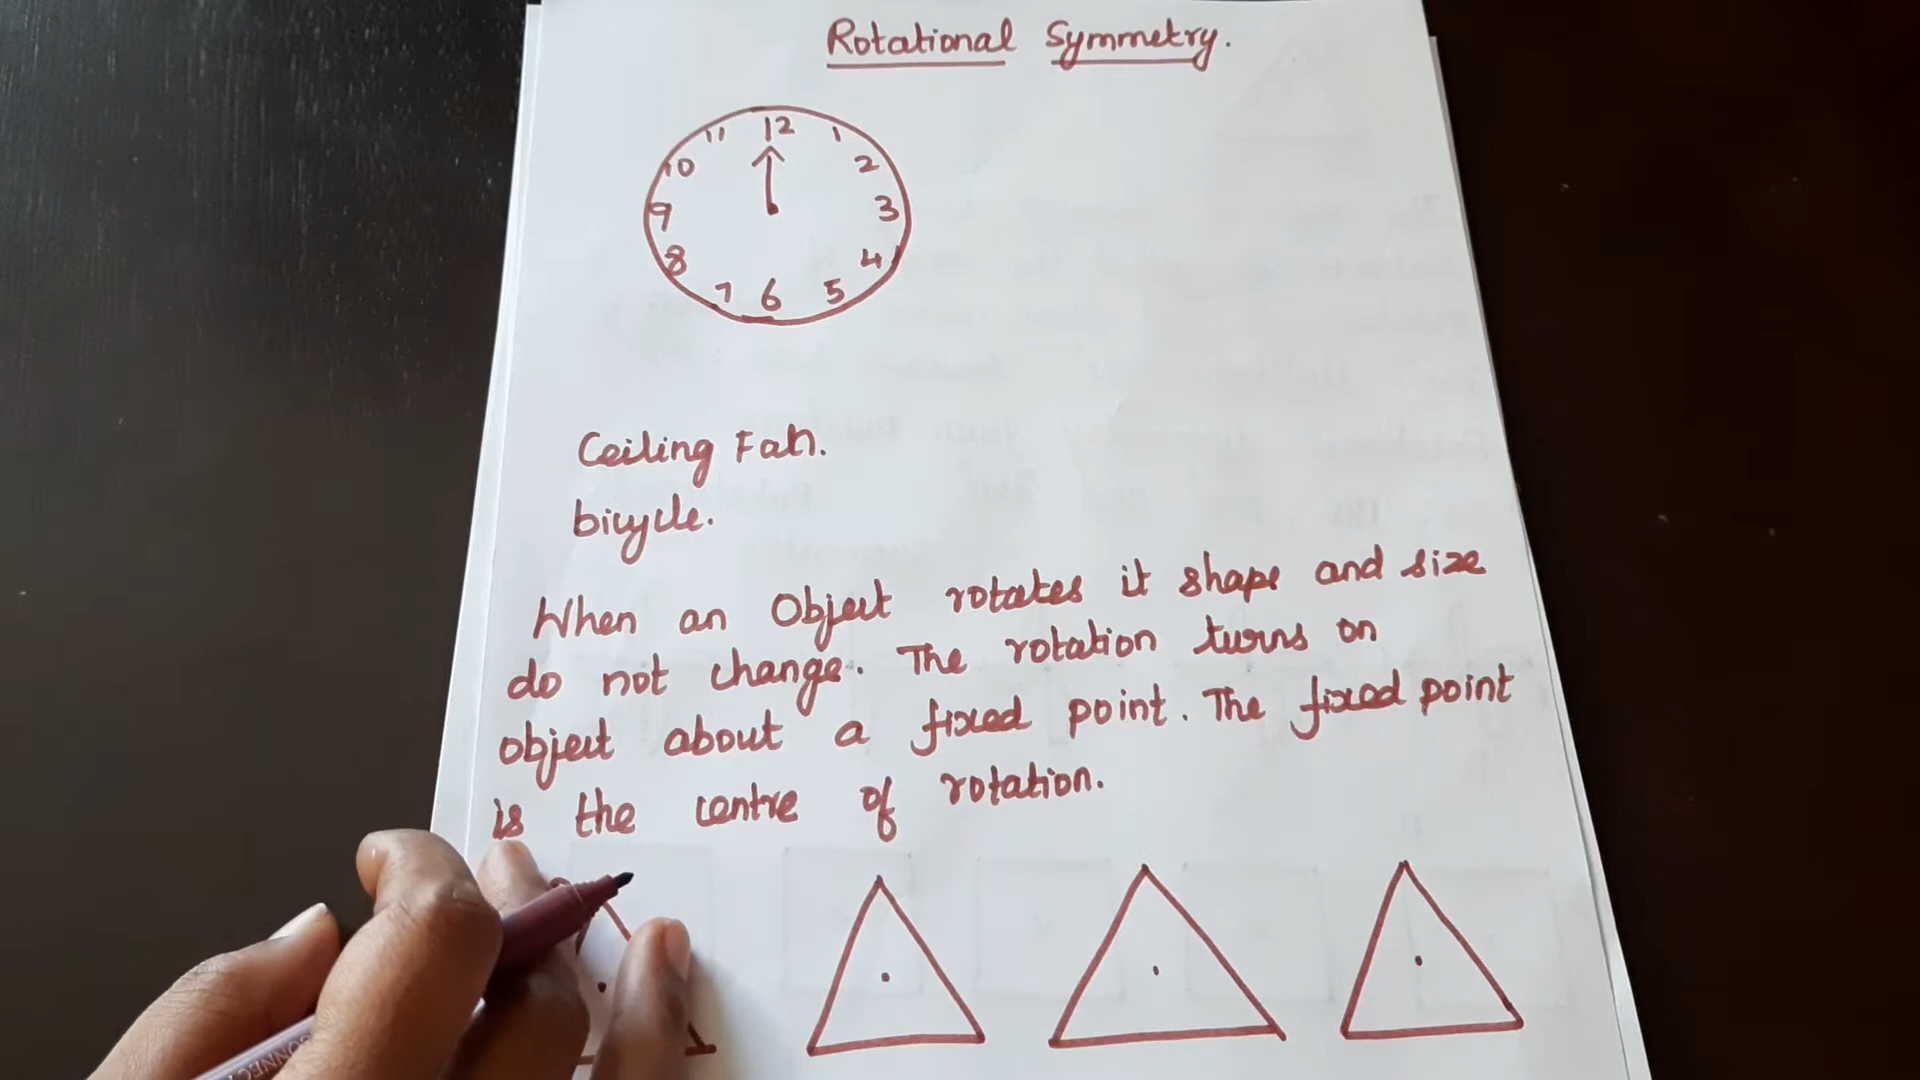 Rotational Symmetry.
11 12 1
10 2
9 3
8 4
7 6 5
Ceiling Fan.
bicycle.
When an Object rotates it shape and size
do not change. The rotation turns on
object about a fixed point. The fixed point
is the centre of rotation.
CONNEC